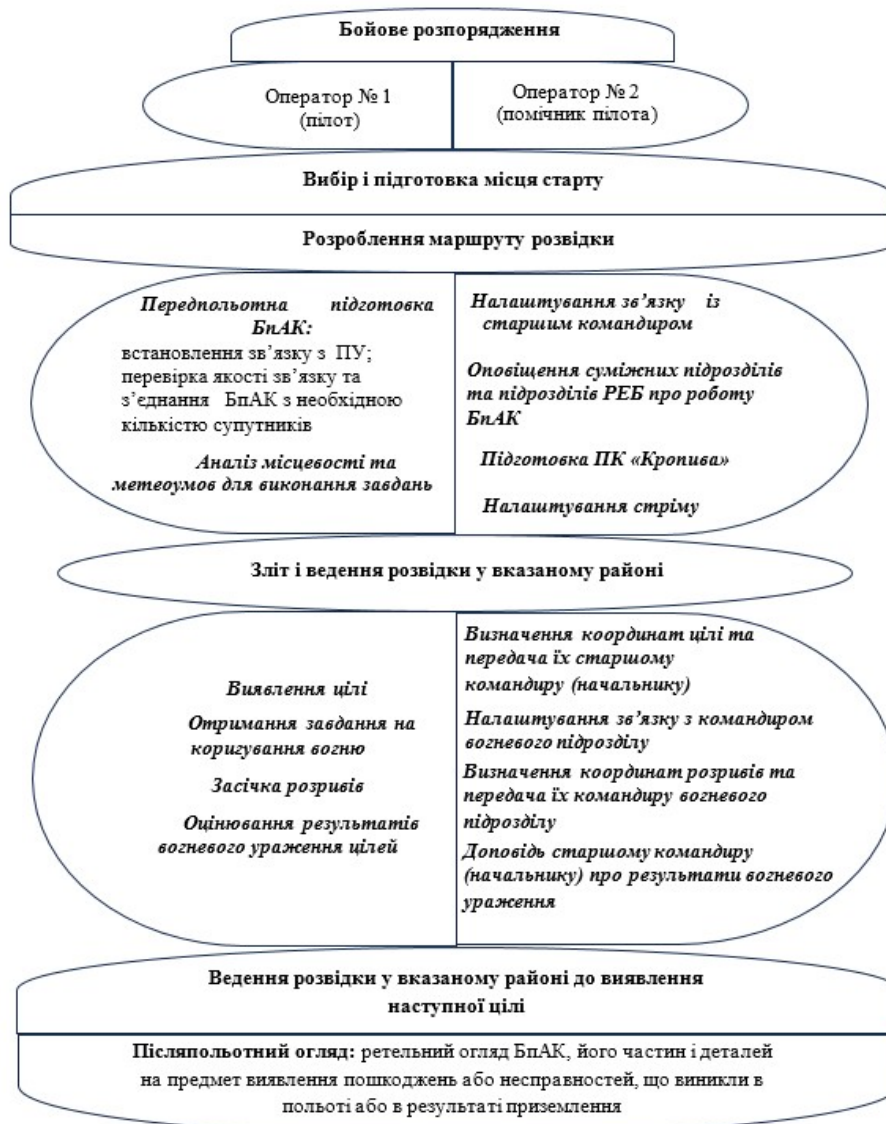 Бойове розпорядження
Оператор № 1
(пілот)
Оператор № 2
(помічник пілота)
Вибір і підготовка місця старту
Розроблення маршруту розвідки
Передпольотна підготовка
БпАК:
встановлення зв’язку з ПУ;
перевірка якості зв’язку та
з’єднання БпАК з необхідною
кількістю супутників
Аналіз місцевості та
метеоумов для виконання завдань
Налаштування зв’язку із
старшим командиром
Оповіщення суміжних підрозділів
та підрозділів РЕБ про роботу
БпАК
Підготовка ПК «Кропива»
Налаштування стріму
Зліт і ведення розвідки у вказаному районі
Виявлення цілі
Отримання завдання на
коригування вогню
Засічка розривів
Оцінювання результатів
вогневого ураження цілей
Визначення координат цілі та
передача їх старшому
командиру (начальнику)
Налаштування зв’язку з командиром
вогневого підрозділу
Визначення координат розривів та
передача їх командиру вогневого
підрозділу
Доповідь старшому командиру
(начальнику) про результати вогневого
ураження
Ведення розвідки у вказаному районі до виявлення
наступної цілі
Післяпольотний огляд: ретельний огляд БпАК, його частин і деталей
на предмет виявлення пошкоджень або несправностей, що виникли в
польоті або в результаті приземлення